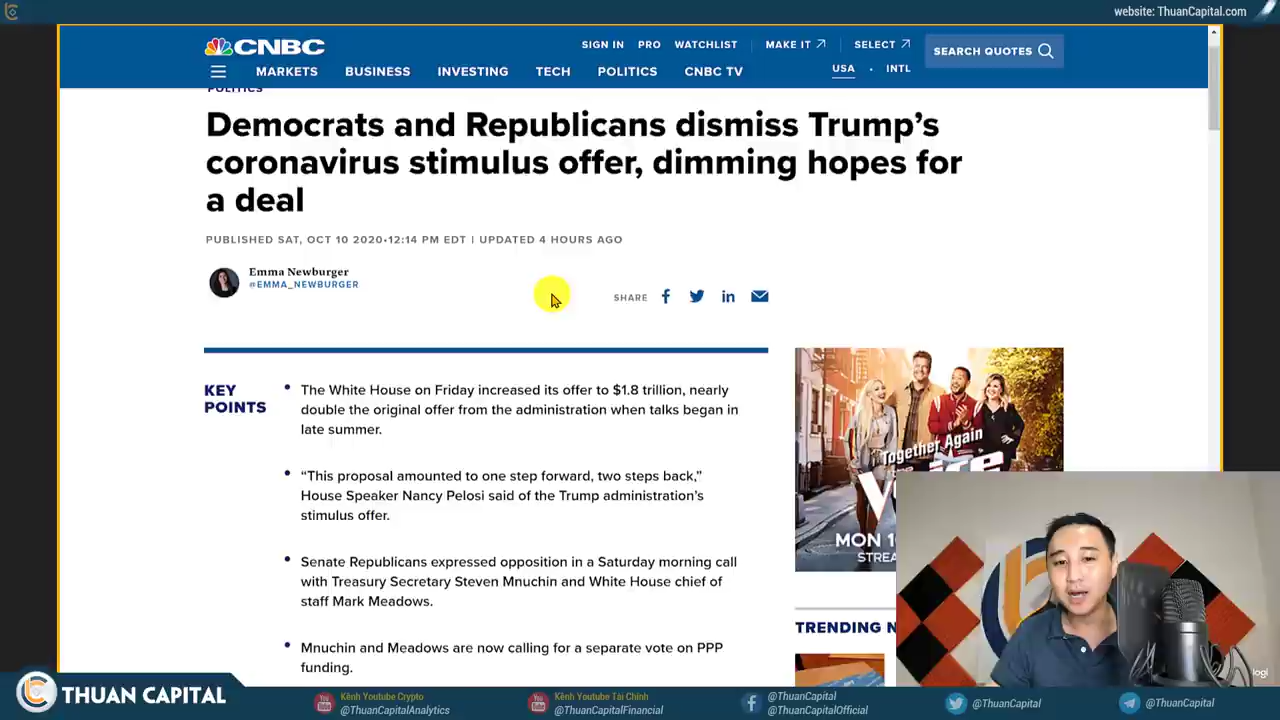 website: ThuanCapital.com
CNBC
SIGN IN PRO WATCHLIST MAKE IT SELECT
SEARCH QUOTES
MARKETS BUSINESS INVESTING TECH POLITICS CNBC TV
USA · INTL
POLITICS
Democrats and Republicans dismiss Trump's
coronavirus stimulus offer, dimming hopes for
a deal
PUBLISHED SAT, OCT 10 2020•12:14 PM EDT | UPDATED 4 HOURS AGO
Emma Newburger
@EMMA_NEWBURGER
SHARE
KEY
POINTS
The White House on Friday increased its offer to $1.8 trillion, nearly
double the original offer from the administration when talks began in
late summer.
“This proposal amounted to one step forward, two steps back,”
House Speaker Nancy Pelosi said of the Trump administration’s
stimulus offer.
Senate Republicans expressed opposition in a Saturday morning call
with Treasury Secretary Steven Mnuchin and White House chief of
staff Mark Meadows.
Mnuchin and Meadows are now calling for a separate vote on PPP
funding.
Together Again
MON
STREA
TRENDING N
logi
THUAN CAPITAL
Kênh Youtube Crypto
@ThuanCapitalAnalytics
Kênh Youtube Tài Chính
@ThuanCapitalFinancial
@ThuanCapital
@ThuanCapitalOfficial
@ThuanCapital
@ThuanCapital